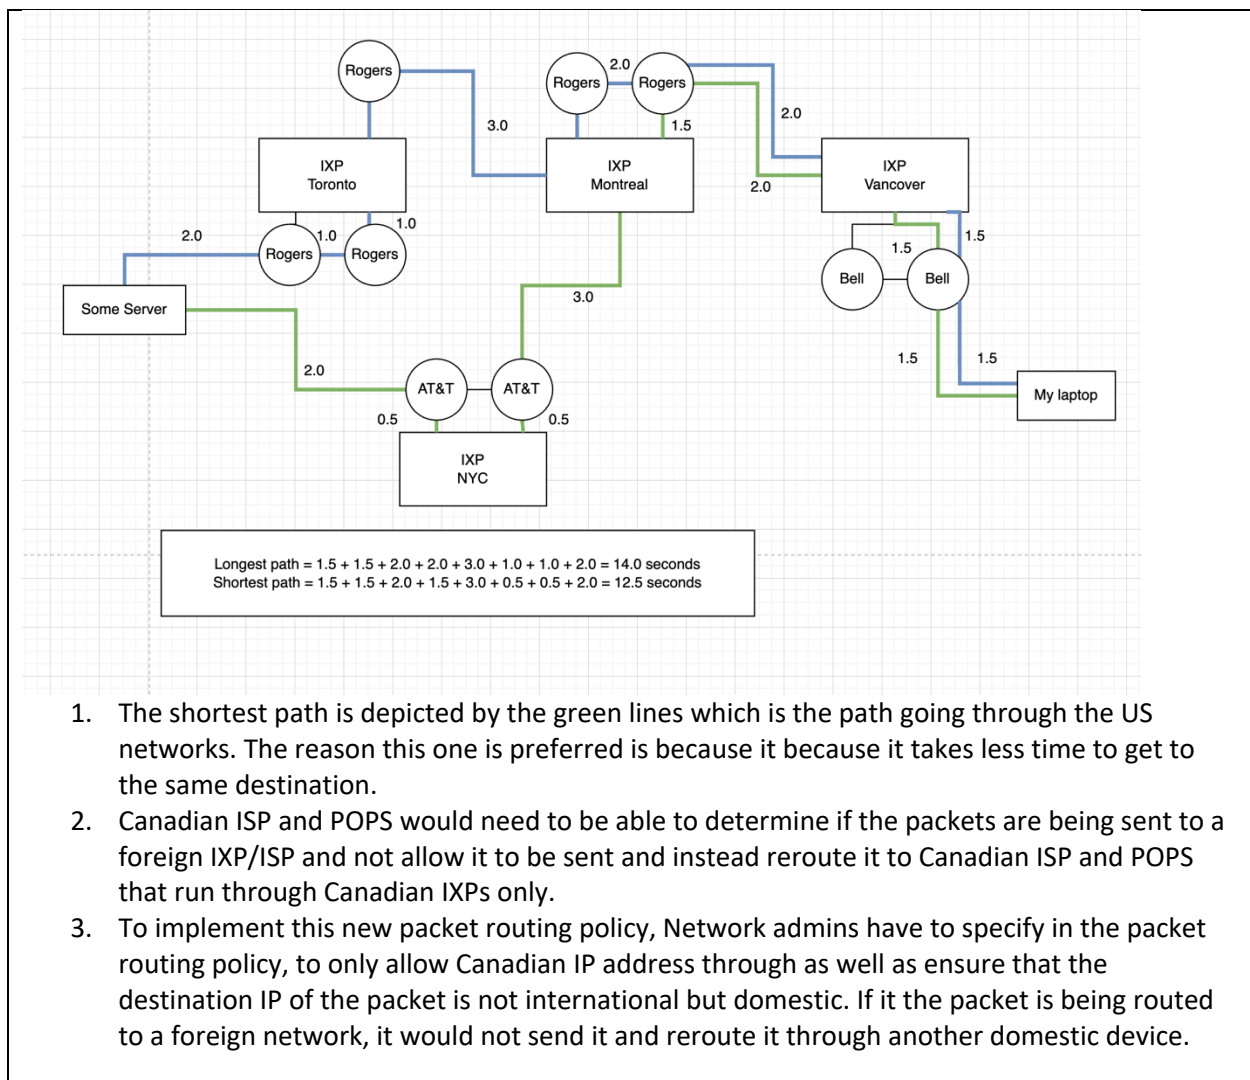 Rogers
Rogers
2.0
Rogers
3.0
1.5
2.0
IXP
Toronto
IXP
Montreal
IXP
Vancover
2.0
2.0
1.0
1.0
Rogers
Rogers
1.5
1.5
Bell
Bell
Some Server
3.0
2.0
1.5
1.5
AT&T
AT&T
My laptop
0.5
0.5
IXP
NYC
Longest path = 1.5 + 1.5 + 2.0 + 2.0 + 3.0 + 1.0 + 1.0 + 2.0 = 14.0 seconds
Shortest path = 1.5 + 1.5 + 2.0 + 1.5 + 3.0 + 0.5 + 0.5 + 2.0 = 12.5 seconds
1. The shortest path is depicted by the green lines which is the path going through the US
networks. The reason this one is preferred is because it because it takes less time to get to
the same destination.
2. Canadian ISP and POPS would need to be able to determine if the packets are being sent to a
foreign IXP/ISP and not allow it to be sent and instead reroute it to Canadian ISP and POPS
that run through Canadian IXPs only.
3. To implement this new packet routing policy, Network admins have to specify in the packet
routing policy, to only allow Canadian IP address through as well as ensure that the
destination IP of the packet is not international but domestic. If it the packet is being routed
to a foreign network, it would not send it and reroute it through another domestic device.